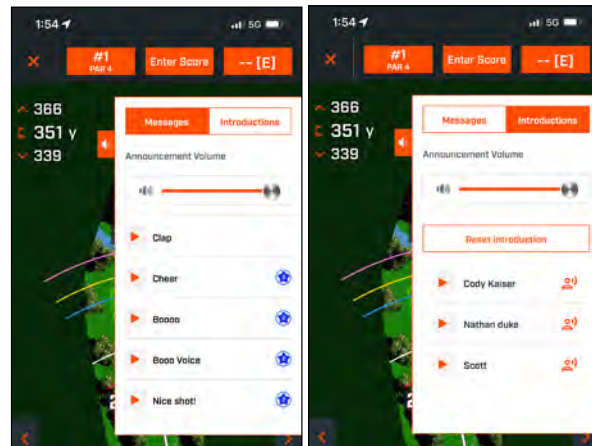 1:54
5G
#1
PAR 4
Enter Score
-- [E]
366
351 y
339
Messages
Introductions
Announcement Volume
Clap
Cheer
Boooo
Booo Voice
Nice shot!
1:54
5G
#1
PAR 4
Enter Score
-- [E]
366
351 y
339
Messages
Introductions
Announcement Volume
Reset Introduction
Cody Kaiser
Nathan duke
Scott